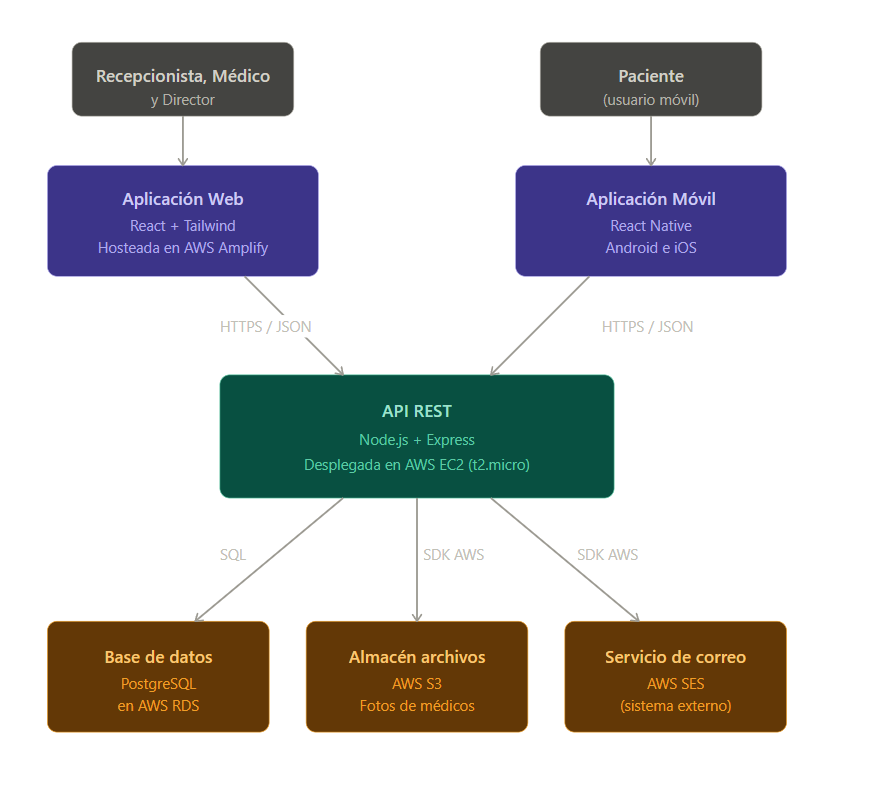 Recepcionista, Médico
y Director
Paciente
(usuario móvil)
Aplicación Web
React + Tailwind
Hosteada en AWS Amplify
Aplicación Móvil
React Native
Android e iOS
HTTPS / JSON
HTTPS / JSON
API REST
Node.js + Express
Desplegada en AWS EC2 (t2.micro)
SQL
SDK AWS
SDK AWS
Base de datos
PostgreSQL
en AWS RDS
Almacén archivos
AWS S3
Fotos de médicos
Servicio de correo
AWS SES
(sistema externo)